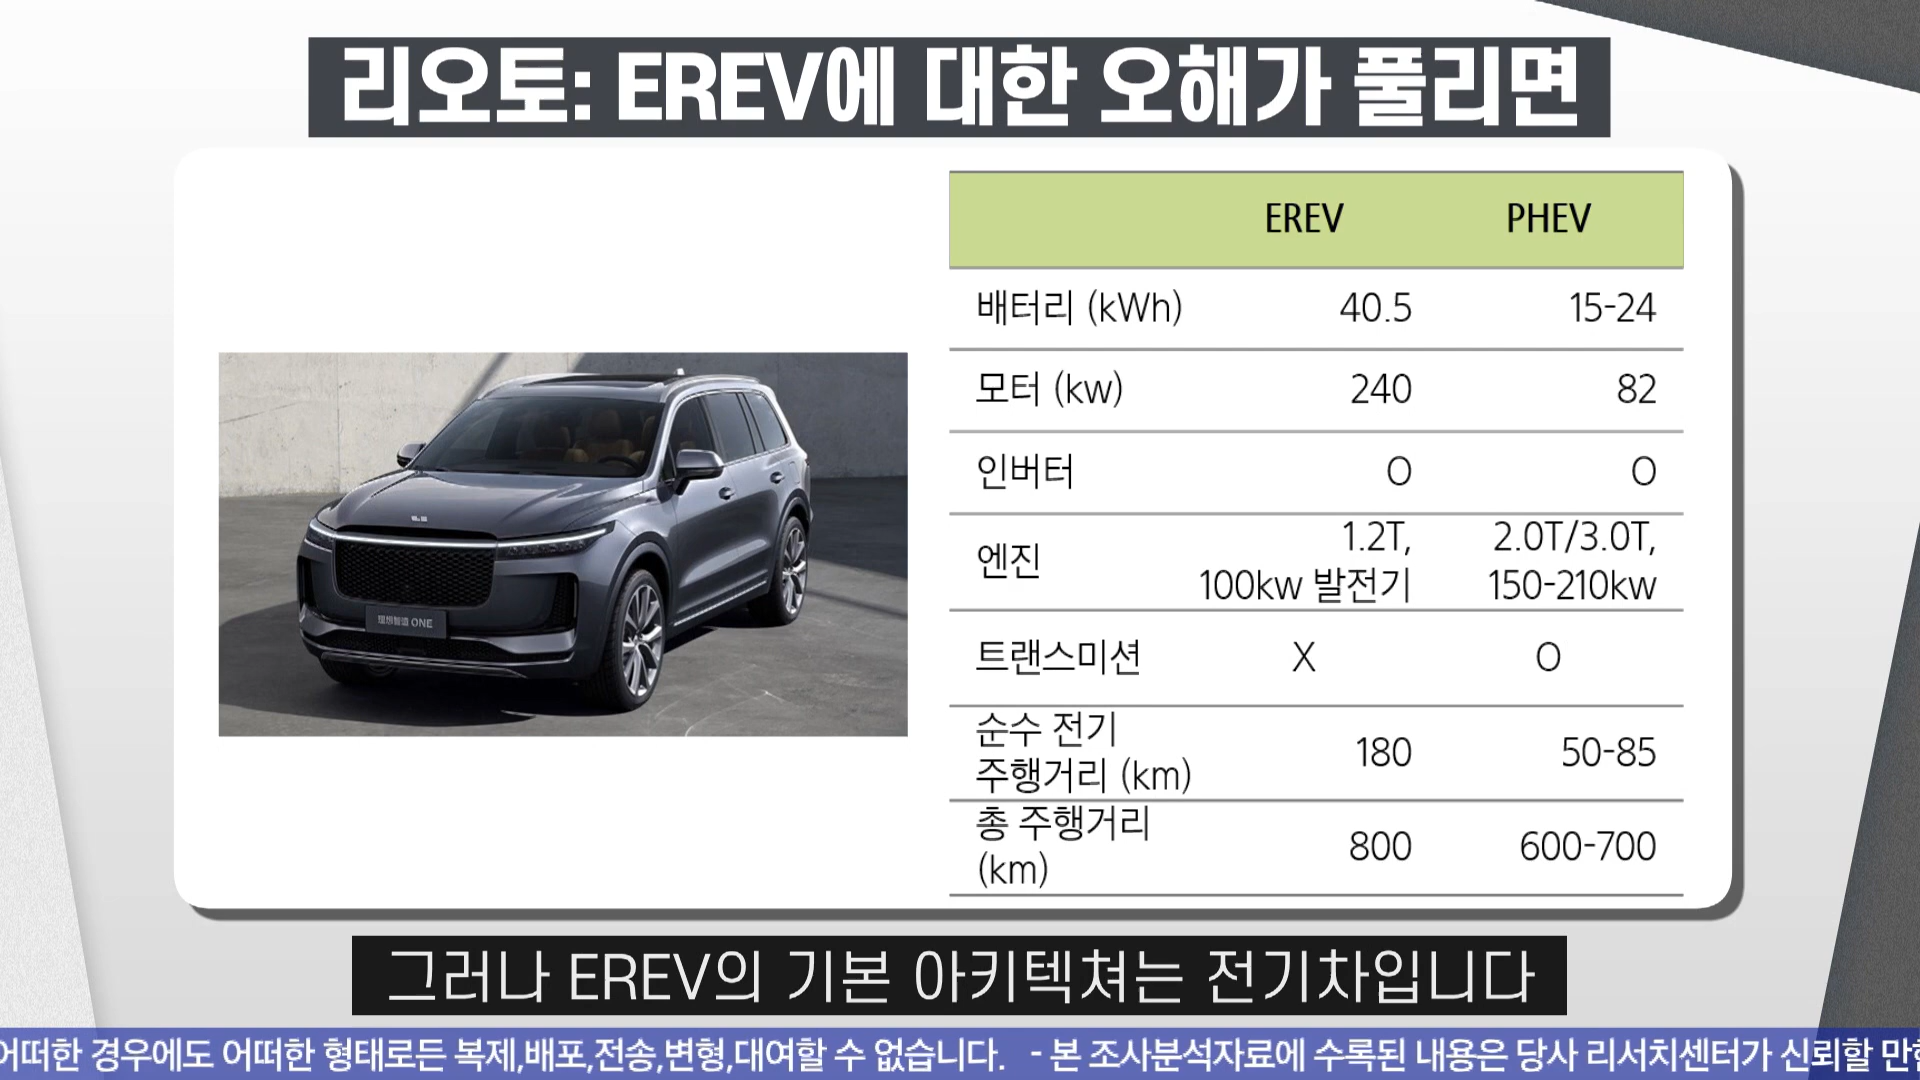 리오토: EREV에 대한 오해가 풀리면
EREV PHEV
배터리 (kWh) 40.5 15-24
모터 (kw) 240 82
인버터 O O
엔진 1.2T, 100kw 발전기 2.0T/3.0T, 150-210kw
트랜스미션 X O
순수 전기 주행거리 (km) 180 50-85
총 주행거리 (km) 800 600-700
理想智造 ONE
그러나 EREV의 기본 아키텍쳐는 전기차입니다
어떠한 경우에도 어떠한 형태로든 복제,배포,전송,변형,대여할 수 없습니다. - 본 조사분석자료에 수록된 내용은 당사 리서치센터가 신뢰할 만한